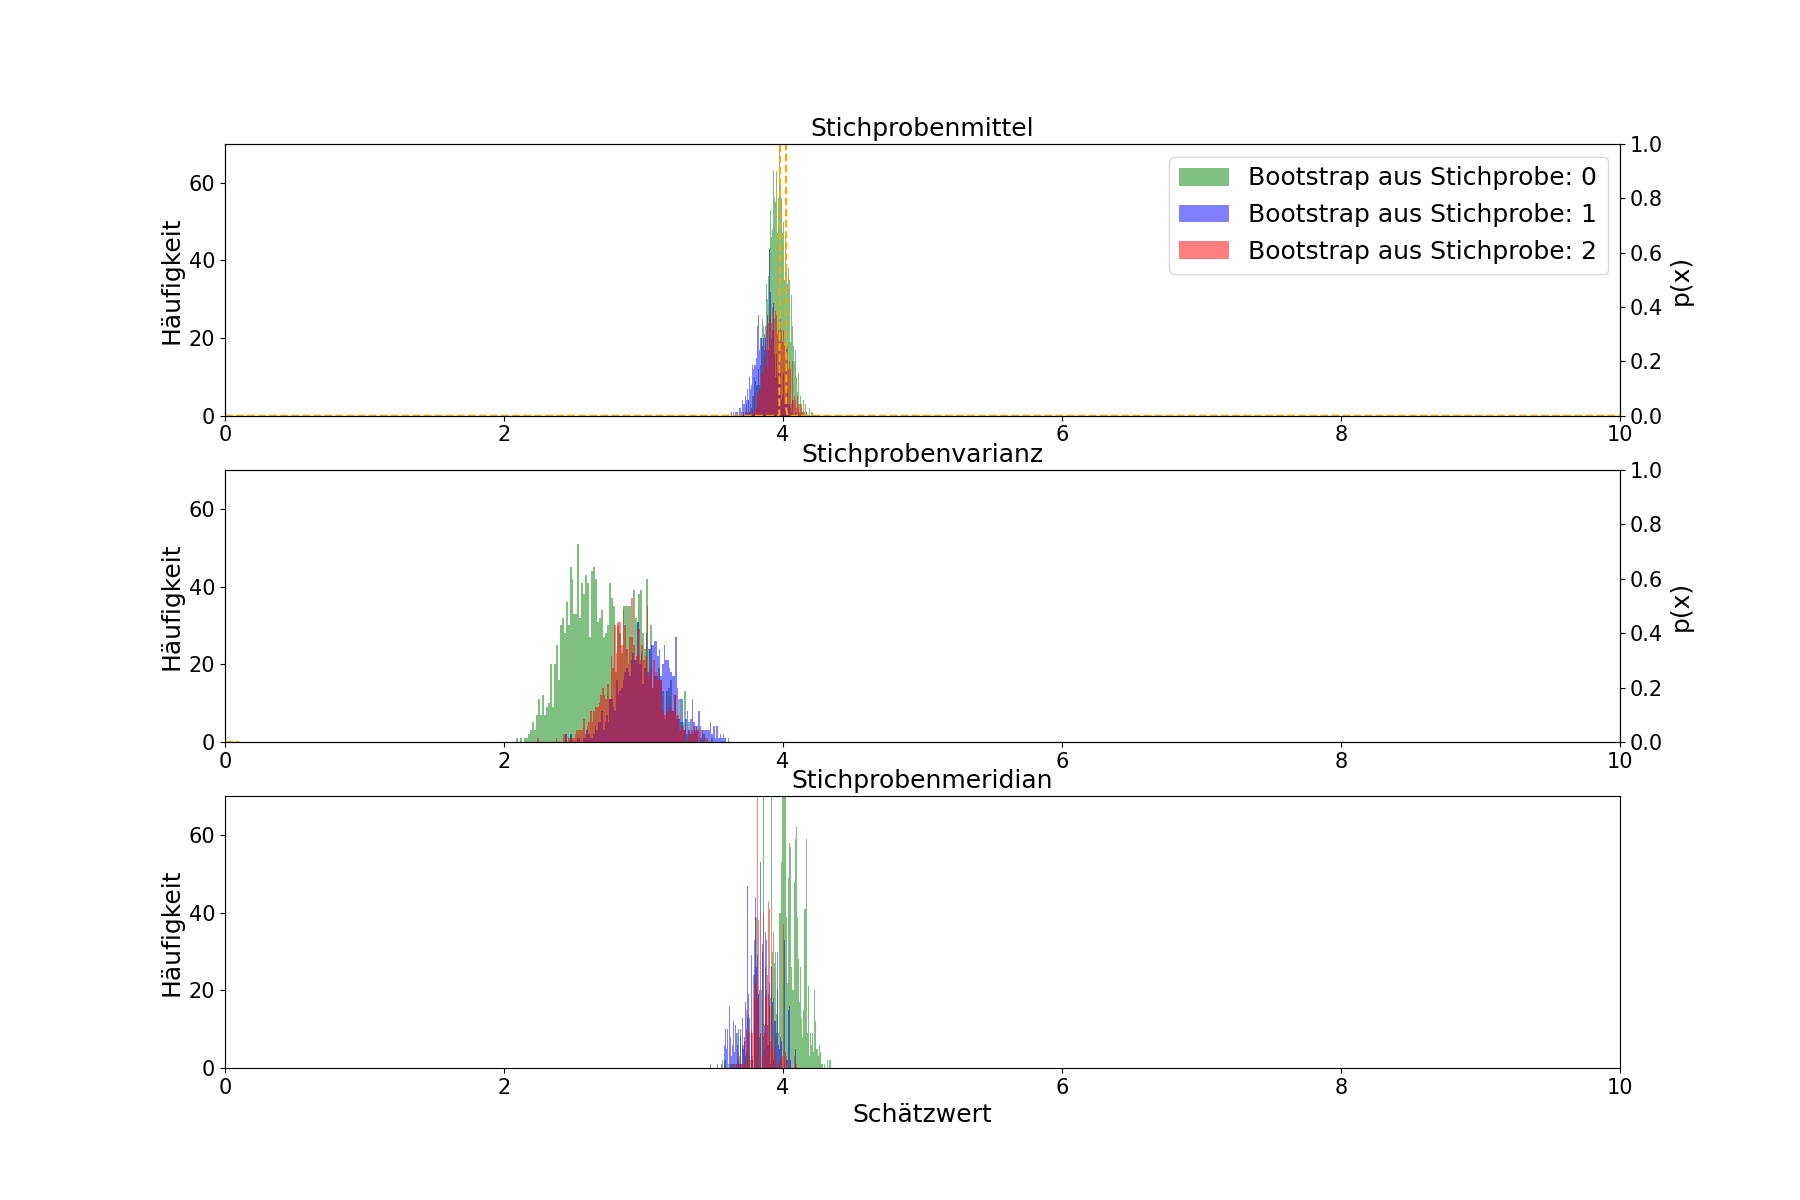 Stichprobenmittel
Häufigkeit
60
40
20
0
0 2 4 6 8 10
1.0
0.8
0.6
0.4
0.2
0.0
p(x)
Bootstrap aus Stichprobe: 0
Bootstrap aus Stichprobe: 1
Bootstrap aus Stichprobe: 2
Stichprobenvarianz
Häufigkeit
60
40
20
0
0 2 4 6 8 10
1.0
0.8
0.6
0.4
0.2
0.0
p(x)
Stichprobenmeridian
Häufigkeit
60
40
20
0
0 2 4 6 8 10
Schätzwert